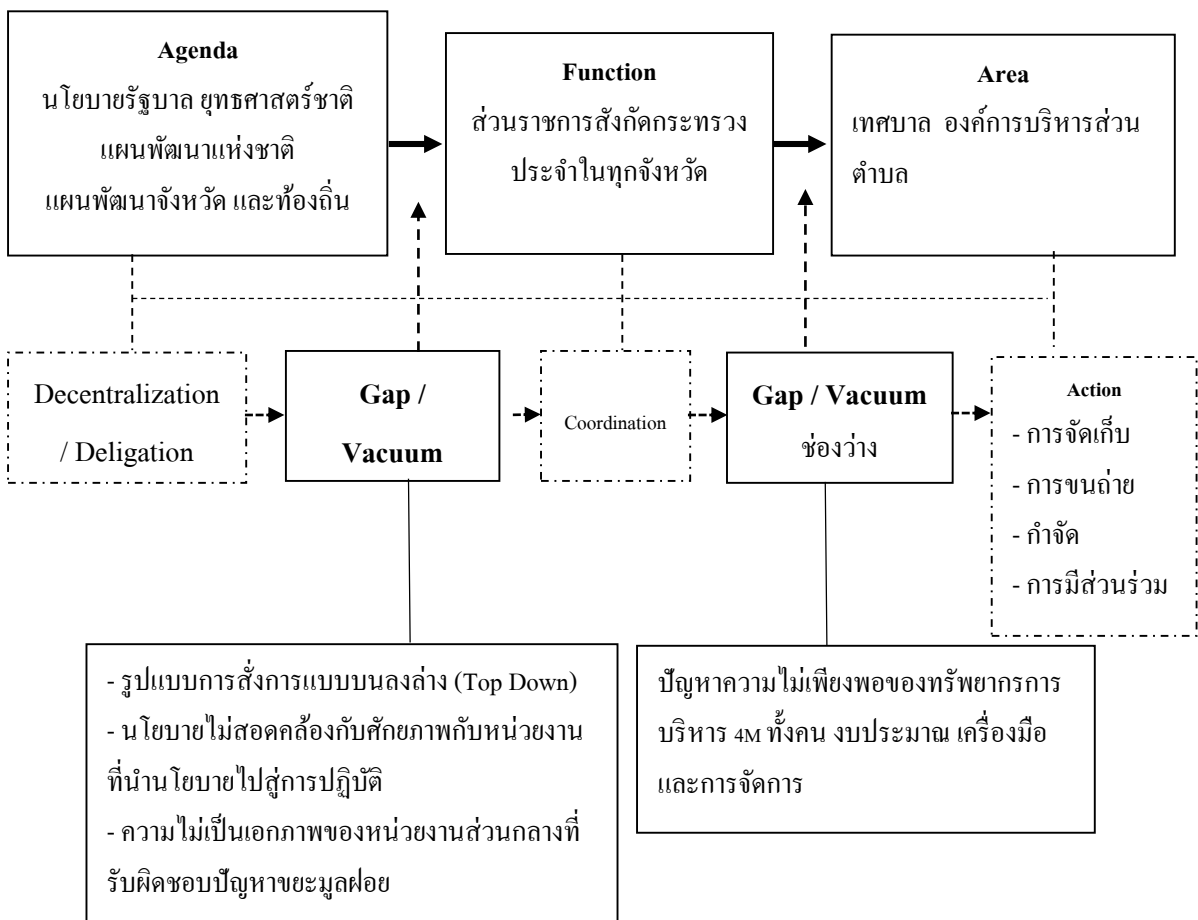 Agenda
นโยบายรัฐบาล ยุทธศาสตร์ชาติ
แผนพัฒนาแห่งชาติ
แผนพัฒนาจังหวัด และท้องถิ่น
Function
ส่วนราชการสังกัดกระทรวง
ประจำในทุกจังหวัด
Area
เทศบาล องค์การบริหารส่วน
ตำบล
Decentralization
/ Deligation
Gap /
Vacuum
Coordination
Gap / Vacuum
ช่องว่าง
Action
- การจัดเก็บ
- การขนถ่าย
- กำจัด
- การมีส่วนร่วม
- รูปแบบการสั่งการแบบบนลงล่าง (Top Down)
- นโยบายไม่สอดคล้องกับศักยภาพกับหน่วยงาน
ที่นำนโยบายไปสู่การปฏิบัติ
- ความไม่เป็นเอกภาพของหน่วยงานส่วนกลางที่
รับผิดชอบปัญหาขยะมูลฝอย
ปัญหาความไม่เพียงพอของทรัพยากรการ
บริหาร 4M ทั้งคน งบประมาณ เครื่องมือ
และการจัดการ